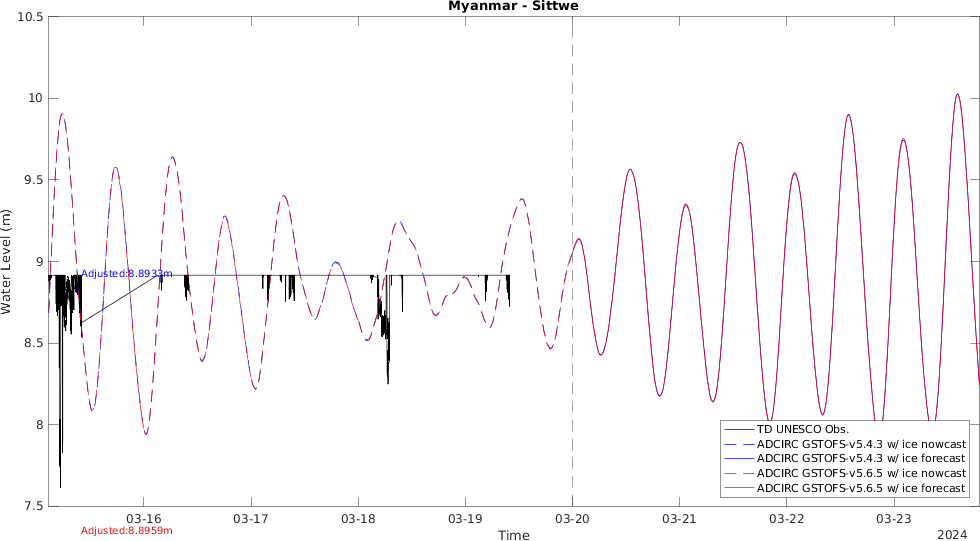 Myanmar - Sittwe
10.5
10
9.5
9
8.5
8
7.5
Water Level (m)
Adjusted:8.8933m
TD UNESCO Obs.
ADCIRC GSTOFS-v5.4.3 w/ ice nowcast
ADCIRC GSTOFS-v5.4.3 w/ ice forecast
ADCIRC GSTOFS-v5.6.5 w/ ice nowcast
ADCIRC GSTOFS-v5.6.5 w/ ice forecast
03-16 03-17 03-18 03-19 03-20 03-21 03-22 03-23
Adjusted:8.8959m
Time
2024